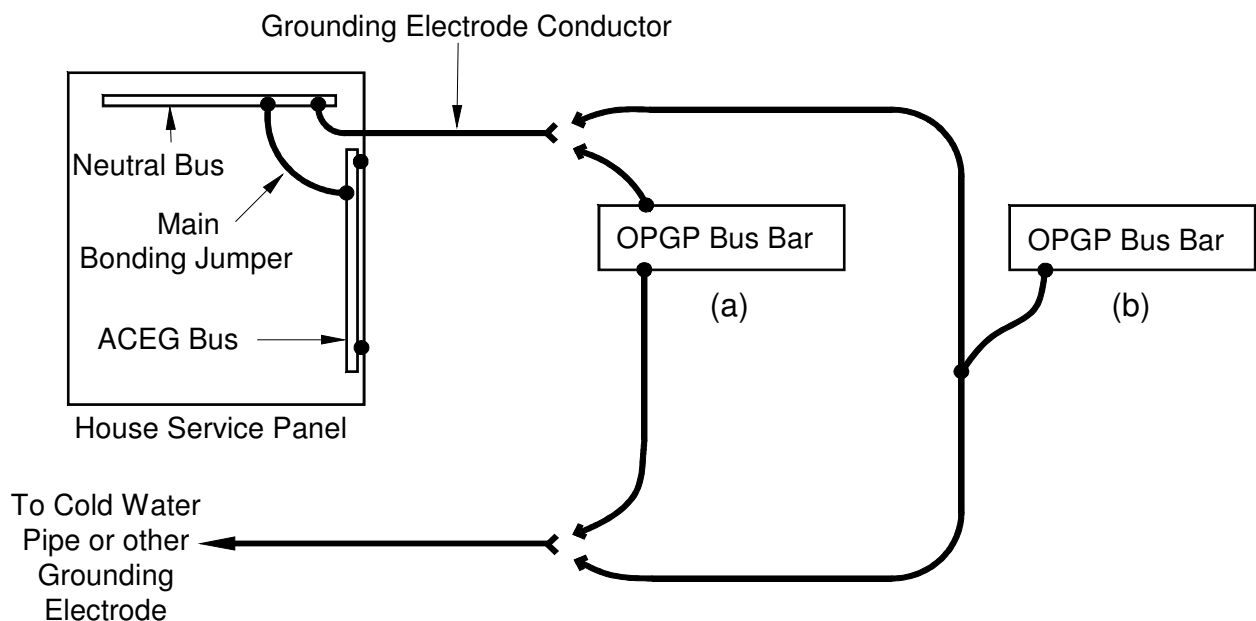 Grounding Electrode Conductor
Neutral Bus
Main
Bonding Jumper
ACEG Bus
House Service Panel
OPGP Bus Bar
(a)
OPGP Bus Bar
(b)
To Cold Water
Pipe or other
Grounding
Electrode